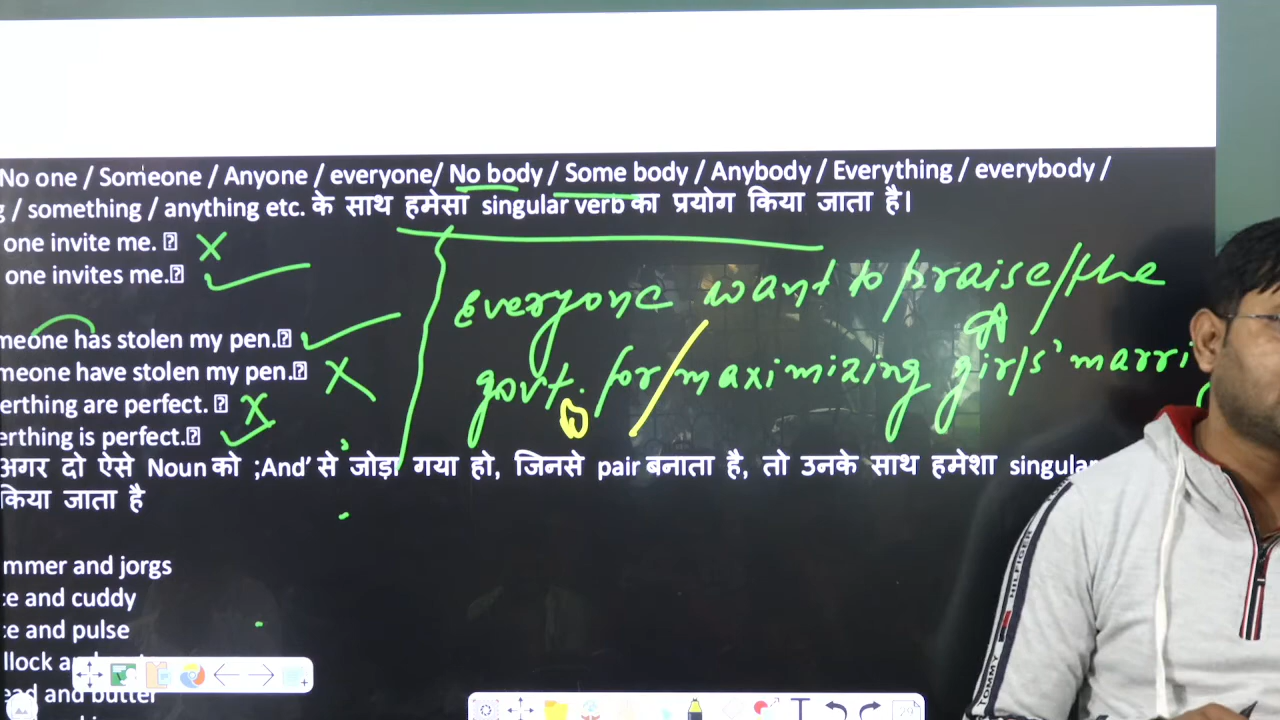 No one / Someone / Anyone / everyone/ No body / Some body / Anybody / Everything / everybody /
/ something / anything etc. के साथ हमेसा singular verb का प्रयोग किया जाता है।
one invite me. X
one invites me.
meone has stolen my pen.
meone have stolen my pen. X
erthing are perfect. X
erthing is perfect.
everyone want to praise/the
govt. for/maximizing girls' marri
अगर दो ऐसे Noun को ;And' से जोड़ा गया हो, जिनसे pair बनाता है, तो उनके साथ हमेशा singular
किया जाता है
mmer and jorgs
ce and cuddy
ce and pulse
llock
ead and butter
TOMMY HILFIGER